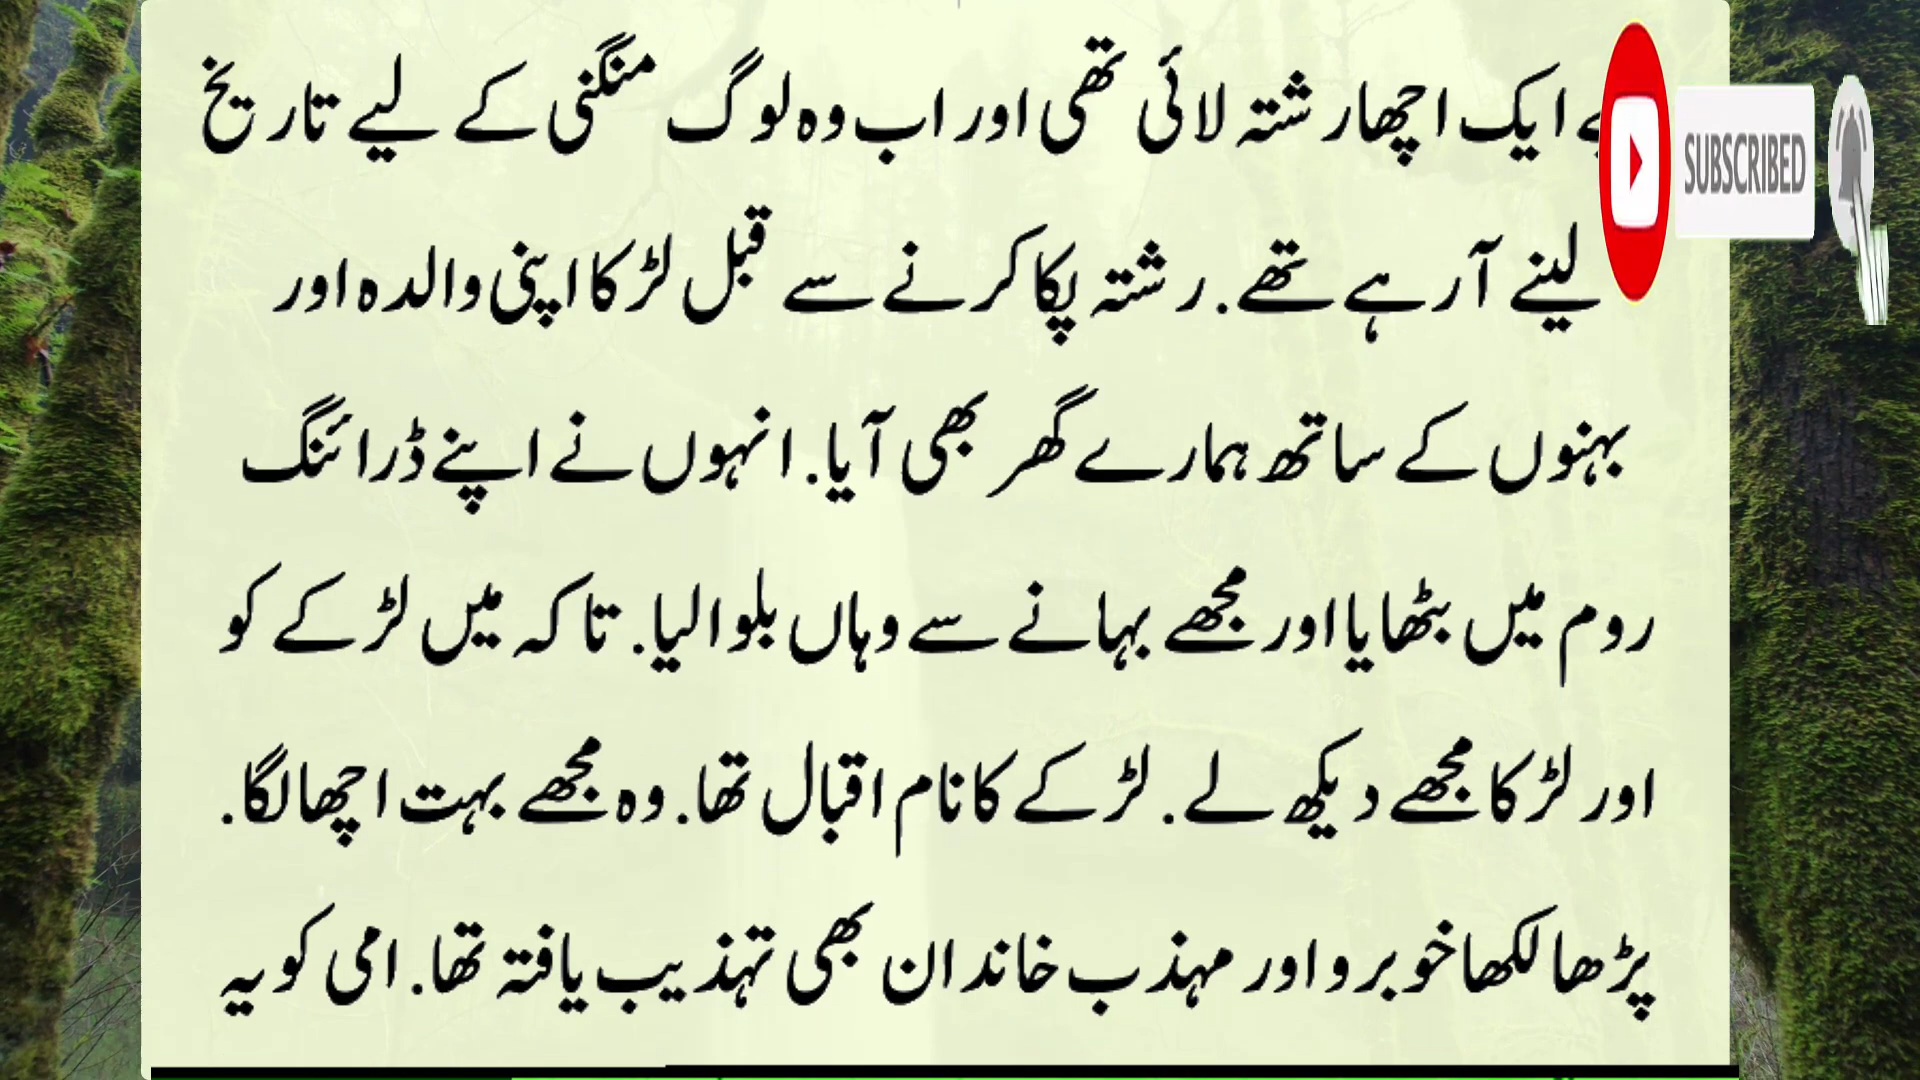 ایک اچھا رشتہ لائی تھی اور اب وہ لوگ منگنی کے لیے تاریخ
SUBSCRIBED
لینے آ رہے تھے. رشتہ پکا کرنے سے قبل لڑکا اپنی والدہ اور
بہنوں کے ساتھ ہمارے گھر بھی آیا. انہوں نے اپنے ڈرائنگ
روم میں بٹھایا اور مجھے بہانے سے وہاں بلوا لیا. تاکہ میں لڑکے کو
اور لڑکا مجھے دیکھ لے. لڑکے کا نام اقبال تھا. وہ مجھے بہت اچھا لگا.
پڑھا لکھا خوبرو اور مہذب خاندان بھی تہذیب یافتہ تھا. امی کو یہ